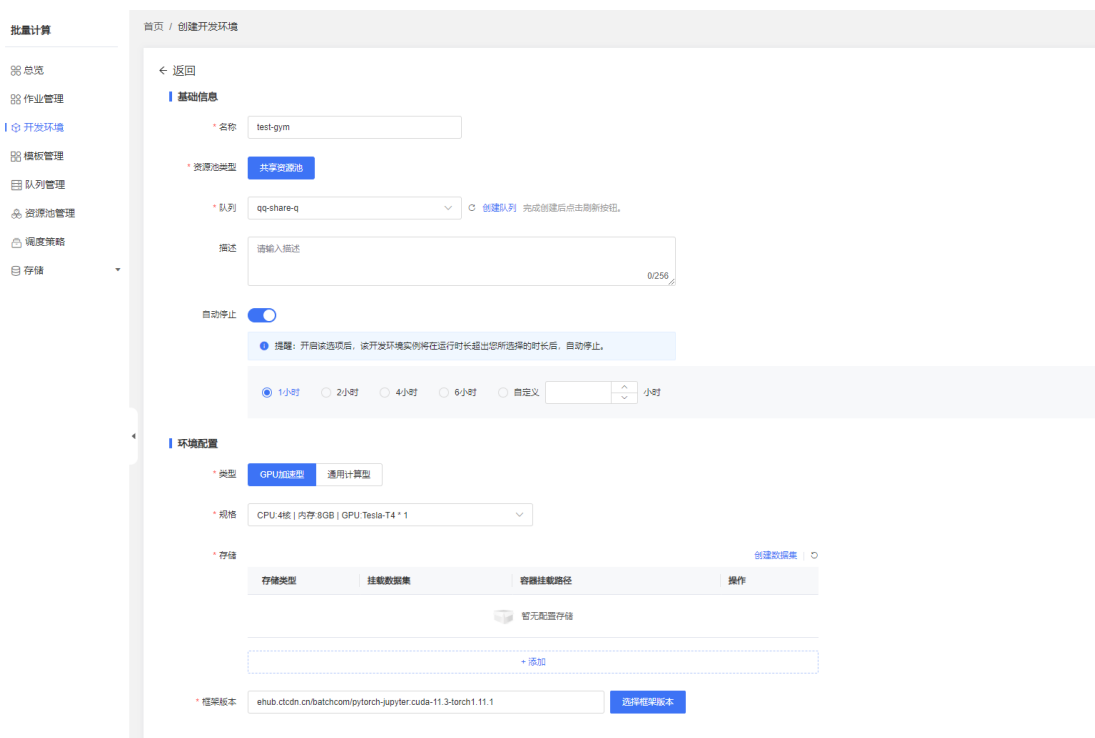 批量计算
首页 / 创建开发环境
总览
作业管理
开发环境
模板管理
队列管理
资源池管理
调度策略
存储
← 返回
基础信息
* 名称 test-gym
* 资源池类型 共享资源池
* 队列 qq-share-q 创建队列 完成创建后点击刷新按钮。
描述 请输入描述
0/256
自动停止
提醒：开启该选项后，该开发环境实例将在运行时长超出您所选择的时长后，自动停止。
1小时 2小时 4小时 6小时 自定义 小时
环境配置
* 类型 GPU加速型 通用计算型
* 规格 CPU:4核 | 内存:8GB | GPU:Tesla-T4 * 1
* 存储 创建数据集
存储类型 挂载数据集 容器挂载路径 操作
暂无配置存储
+ 添加
* 框架版本 ehub.ctcdn.cn/batchcom/pytorch-jupyter:cuda-11.3-torch1.11.1 选择框架版本